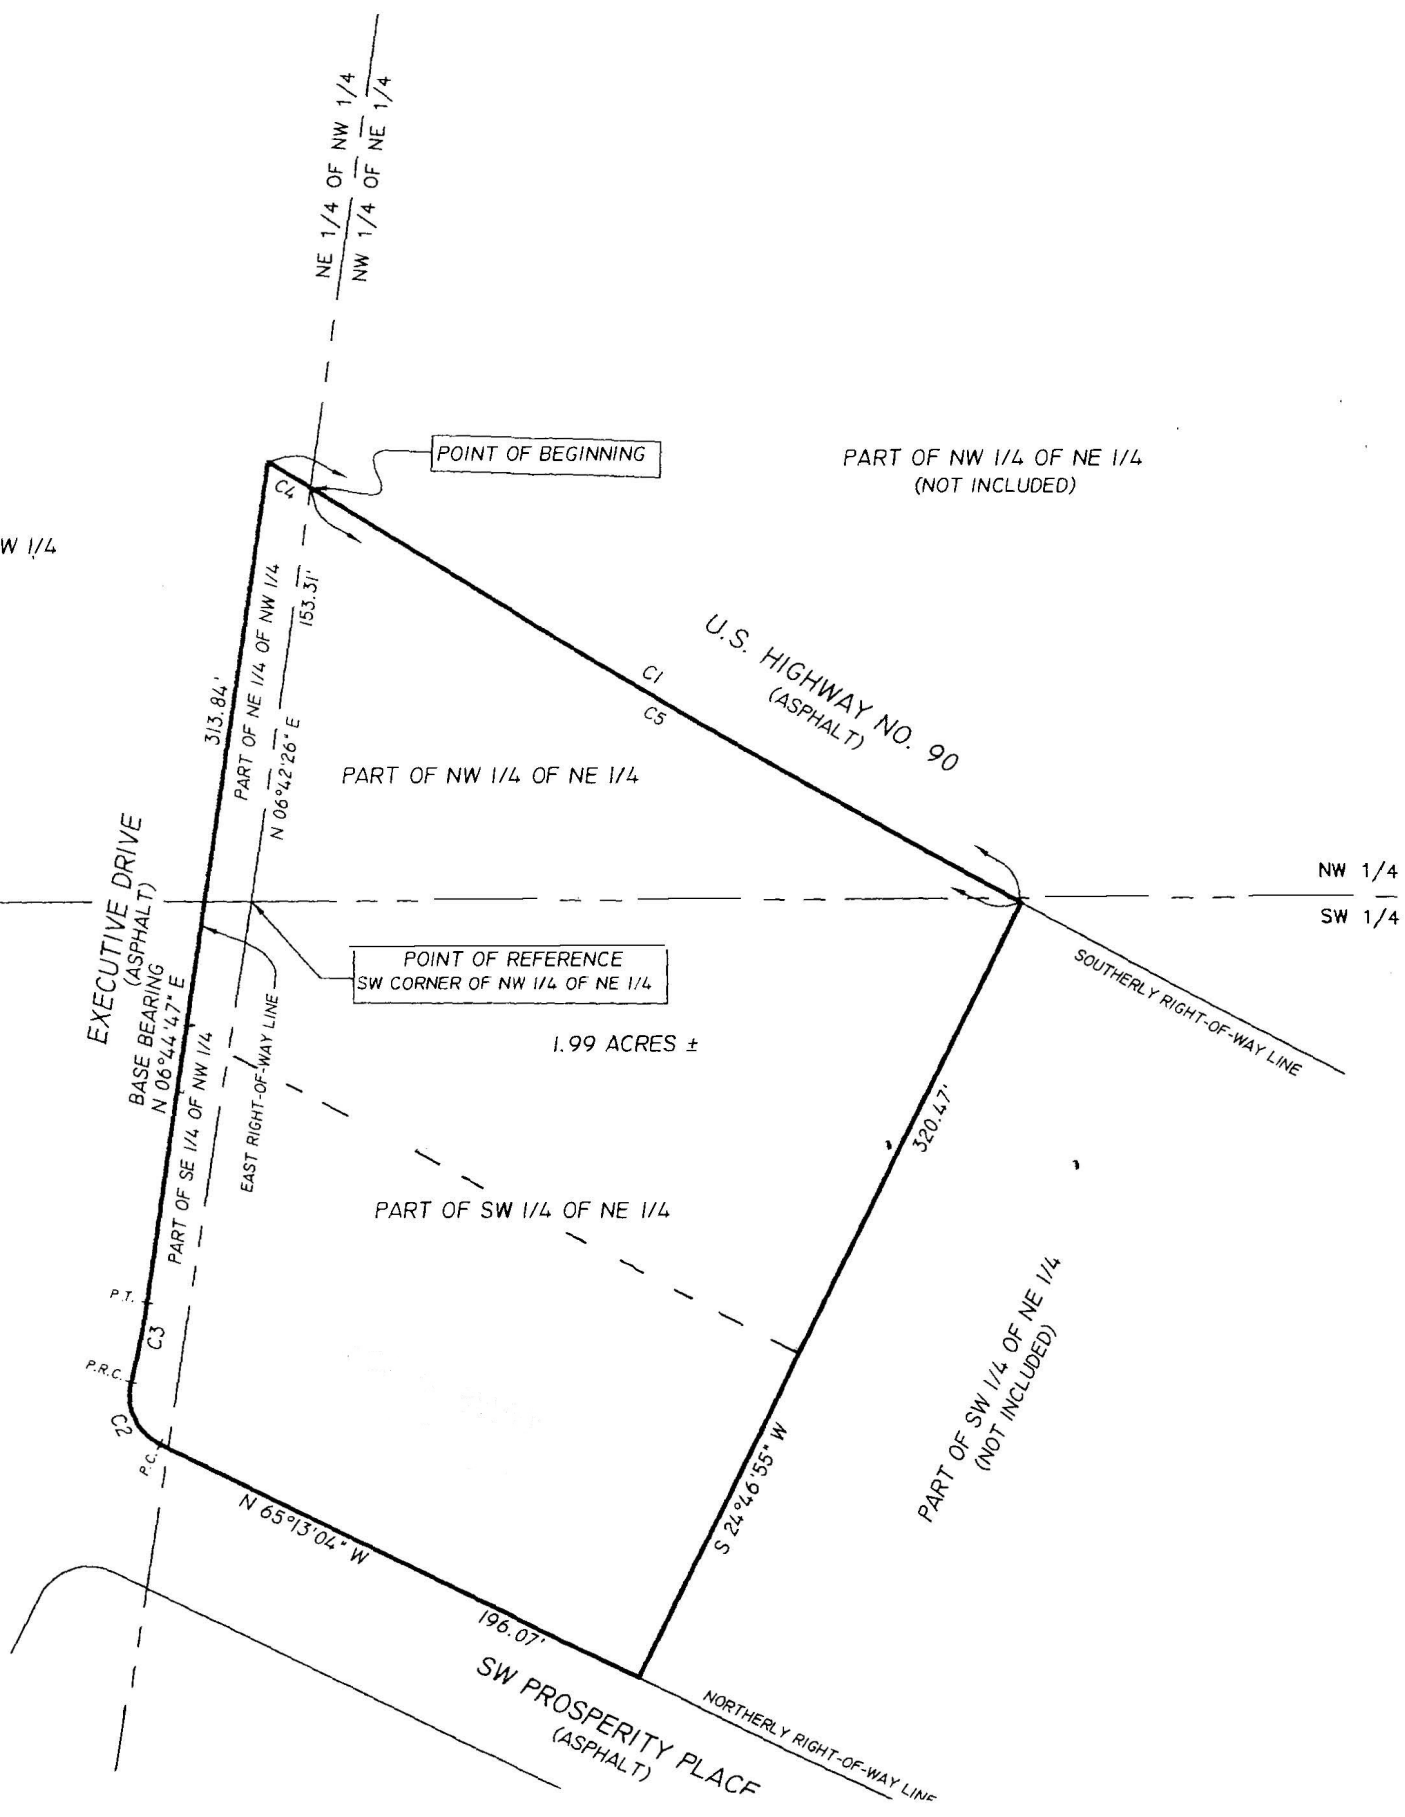 NE 1/4 OF NW 1/4
NW 1/4 OF NE 1/4
POINT OF BEGINNING
PART OF NW 1/4 OF NE 1/4
(NOT INCLUDED)
C4
W 1/4
153.31'
N 06°42'26" E
PART OF NE 1/4 OF NW 1/4
313.84'
C1
C5
U.S. HIGHWAY NO. 90
(ASPHALT)
PART OF NW 1/4 OF NE 1/4
NW 1/4
SW 1/4
EXECUTIVE DRIVE
(ASPHALT)
BASE BEARING
N 06°44'47" E
POINT OF REFERENCE
SW CORNER OF NW 1/4 OF NE 1/4
SOUTHERLY RIGHT-OF-WAY LINE
1.99 ACRES ±
EAST RIGHT-OF-WAY LINE
PART OF SE 1/4 OF NW 1/4
320.47'
PART OF SW 1/4 OF NE 1/4
P.T.
C3
P.R.C.
C2
P.C.
S 24°46'55" W
PART OF SW 1/4 OF NE 1/4
(NOT INCLUDED)
N 65°13'04" W
196.07'
SW PROSPERITY PLACE
(ASPHALT)
NORTHERLY RIGHT-OF-WAY LINE